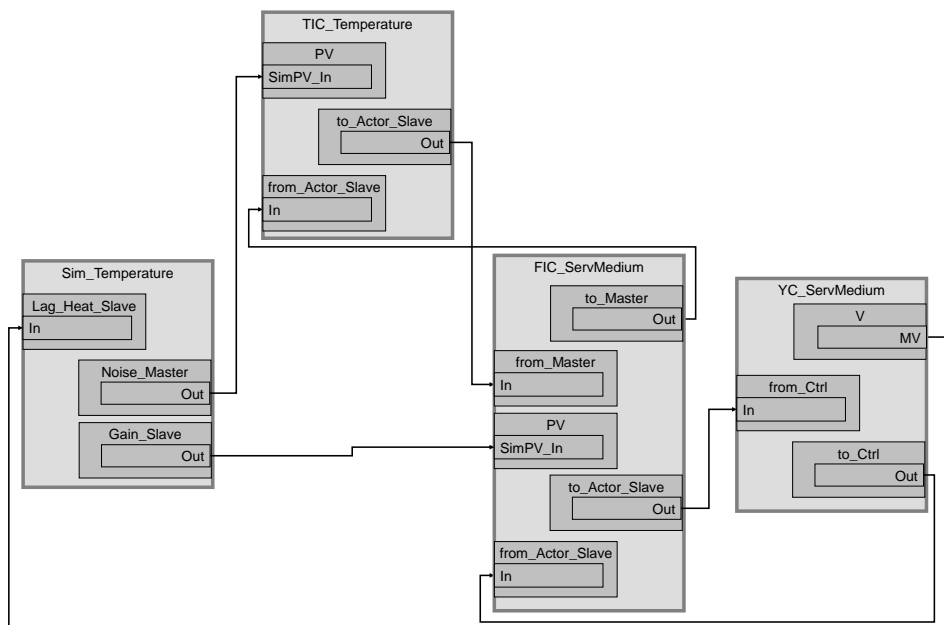 TIC_Temperature
PV
SimPV_In
to_Actor_Slave
Out
from_Actor_Slave
In
Sim_Temperature
Lag_Heat_Slave
In
Noise_Master
Out
Gain_Slave
Out
FIC_ServMedium
to_Master
Out
from_Master
In
PV
SimPV_In
to_Actor_Slave
Out
from_Actor_Slave
In
YC_ServMedium
V
MV
from_Ctrl
In
to_Ctrl
Out